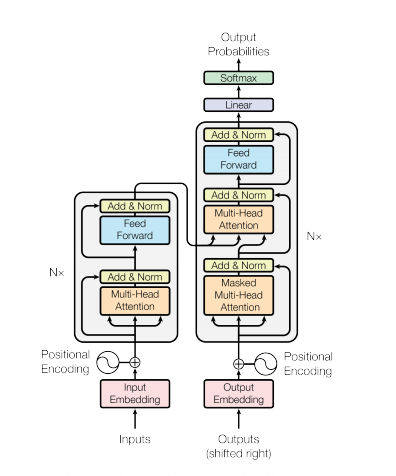 Output
Probabilities
Softmax
Linear
Add & Norm
Feed
Forward
Add & Norm
Multi-Head
Attention
Add & Norm
Masked
Multi-Head
Attention
N×
Positional
Encoding
Output
Embedding
Outputs
(shifted right)
Add & Norm
Feed
Forward
N×
Add & Norm
Multi-Head
Attention
Positional
Encoding
Input
Embedding
Inputs